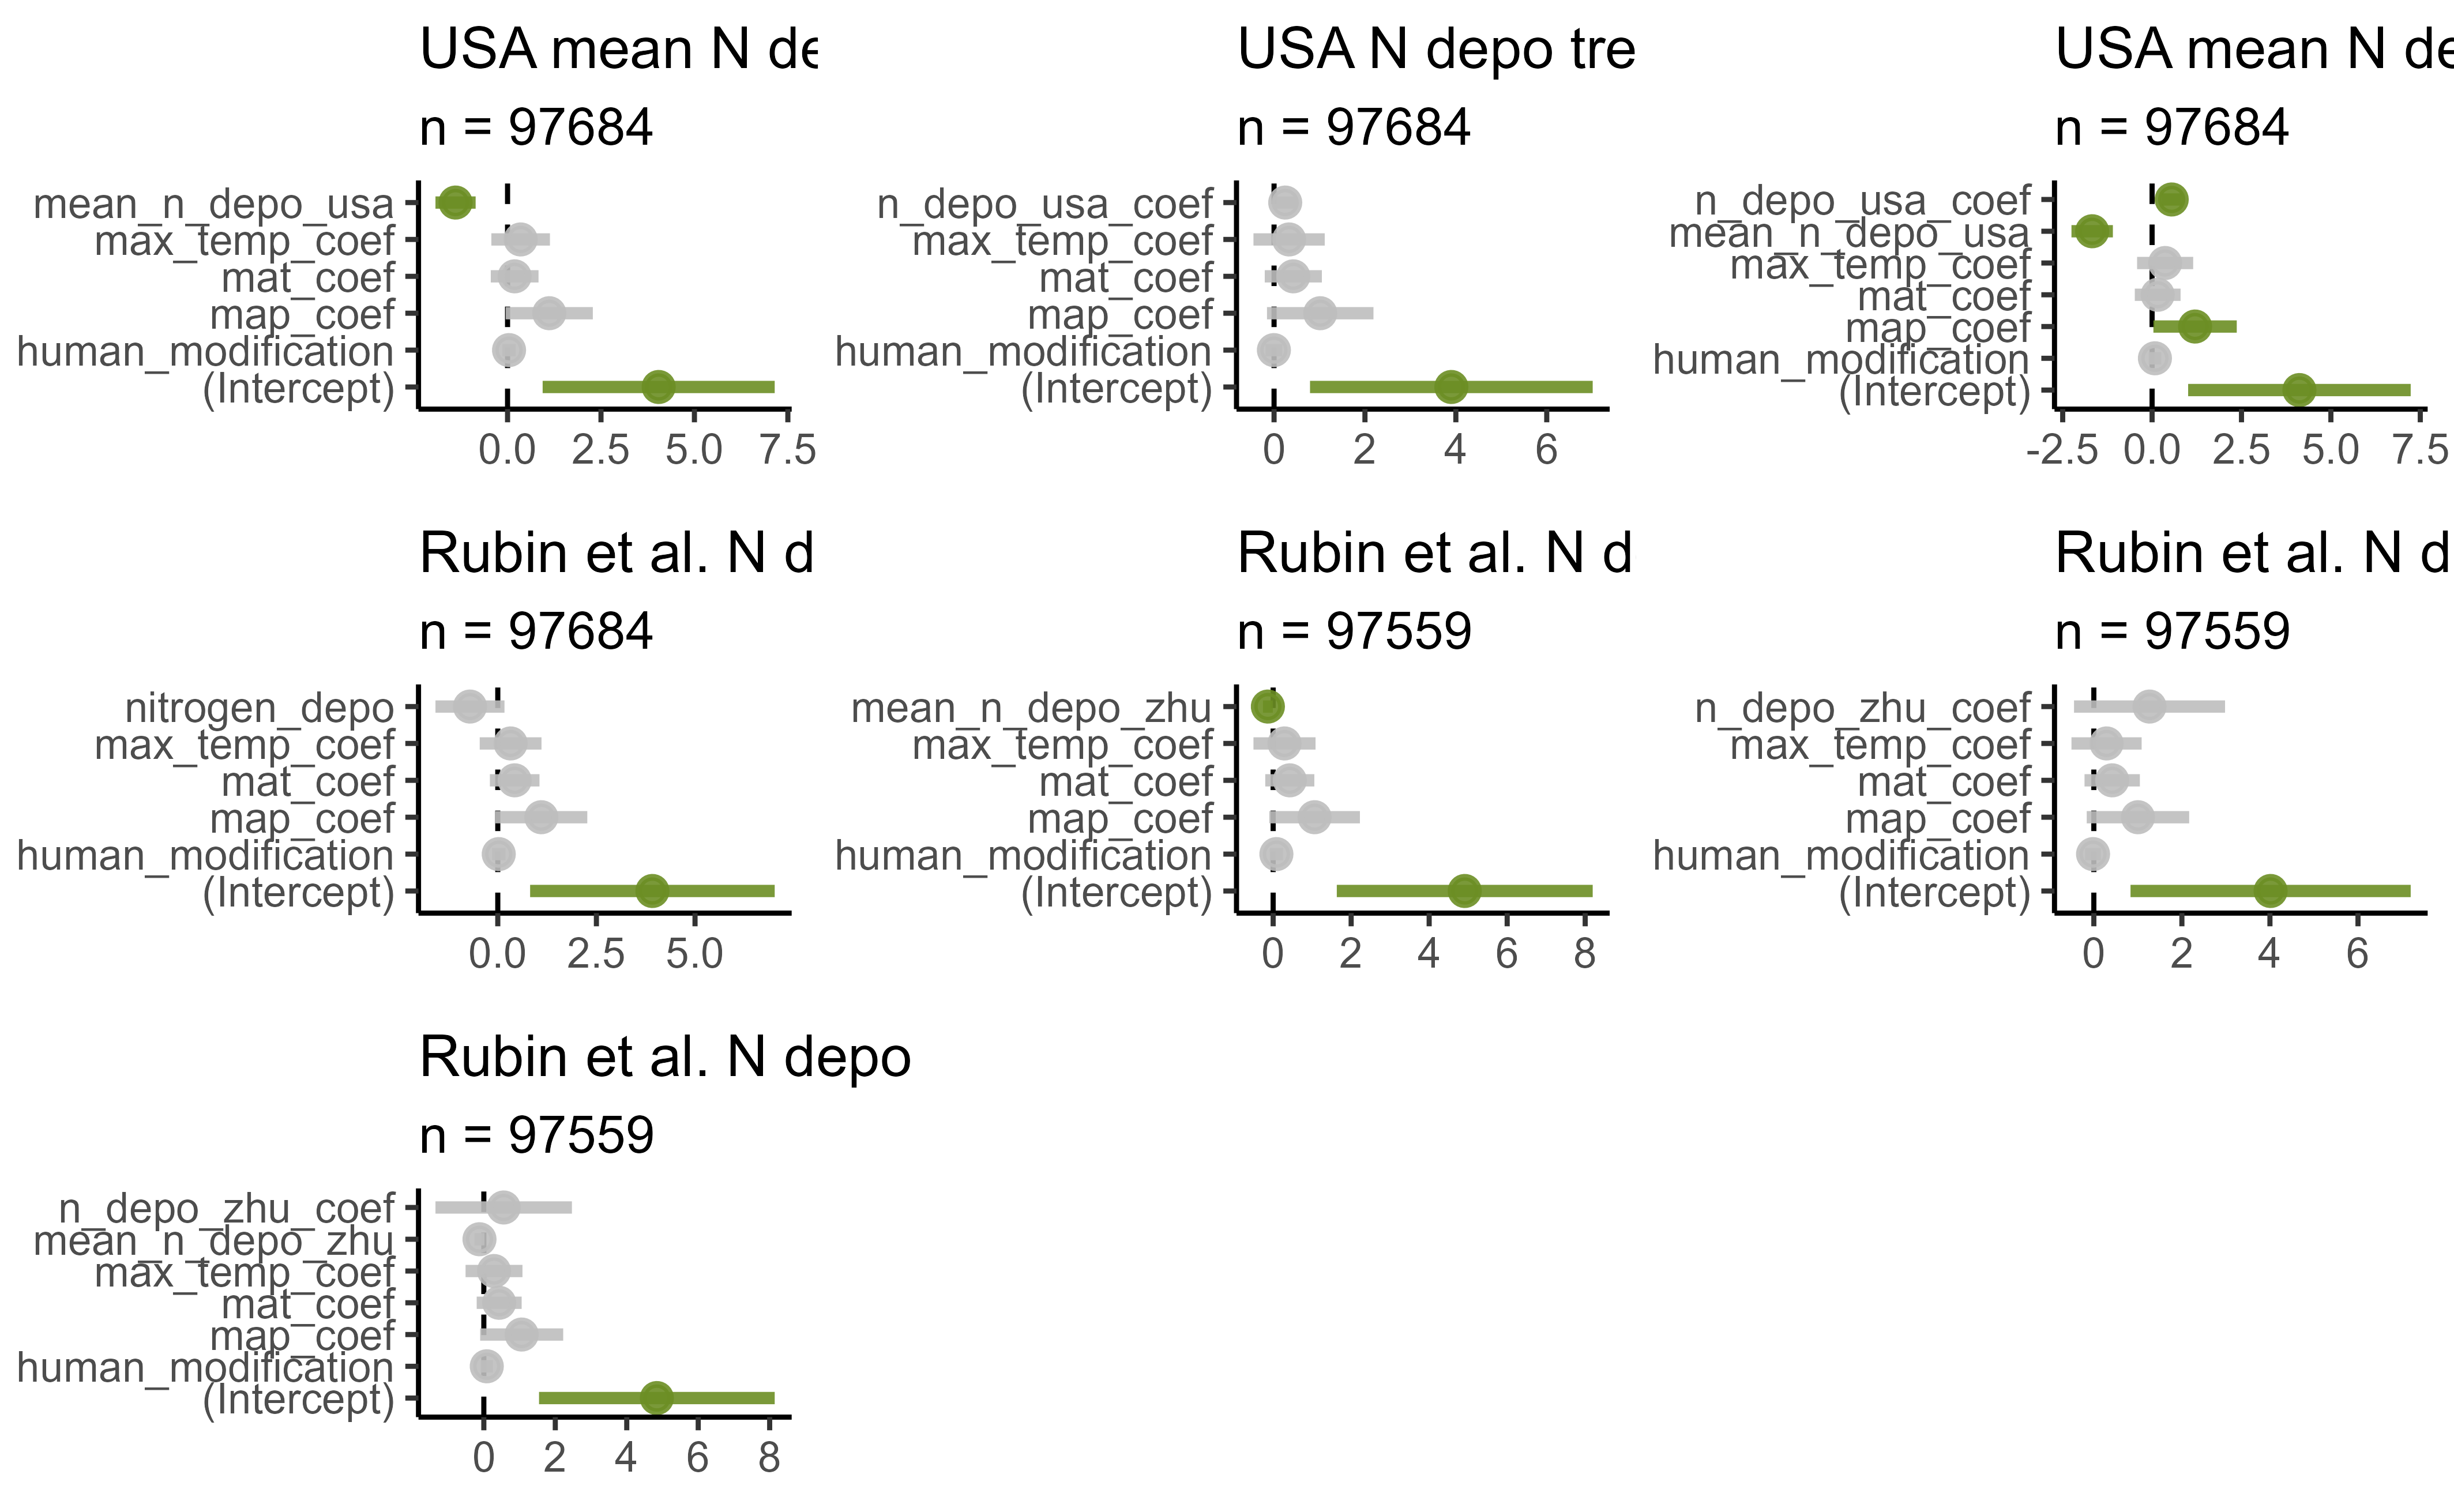 USA mean N de
n = 97684
mean_n_depo_usa
max_temp_coef
mat_coef
map_coef
human_modification
(Intercept)
0.0 2.5 5.0 7.5
USA N depo tre
n = 97684
n_depo_usa_coef
max_temp_coef
mat_coef
map_coef
human_modification
(Intercept)
0 2 4 6
USA mean N de
n = 97684
n_depo_usa_coef
mean_n_depo_usa
max_temp_coef
mat_coef
map_coef
human_modification
(Intercept)
-2.5 0.0 2.5 5.0 7.5
Rubin et al. N d
n = 97684
nitrogen_depo
max_temp_coef
mat_coef
map_coef
human_modification
(Intercept)
0.0 2.5 5.0
Rubin et al. N d
n = 97559
mean_n_depo_zhu
max_temp_coef
mat_coef
map_coef
human_modification
(Intercept)
0 2 4 6 8
Rubin et al. N d
n = 97559
n_depo_zhu_coef
max_temp_coef
mat_coef
map_coef
human_modification
(Intercept)
0 2 4 6
Rubin et al. N depo
n = 97559
n_depo_zhu_coef
mean_n_depo_zhu
max_temp_coef
mat_coef
map_coef
human_modification
(Intercept)
0 2 4 6 8